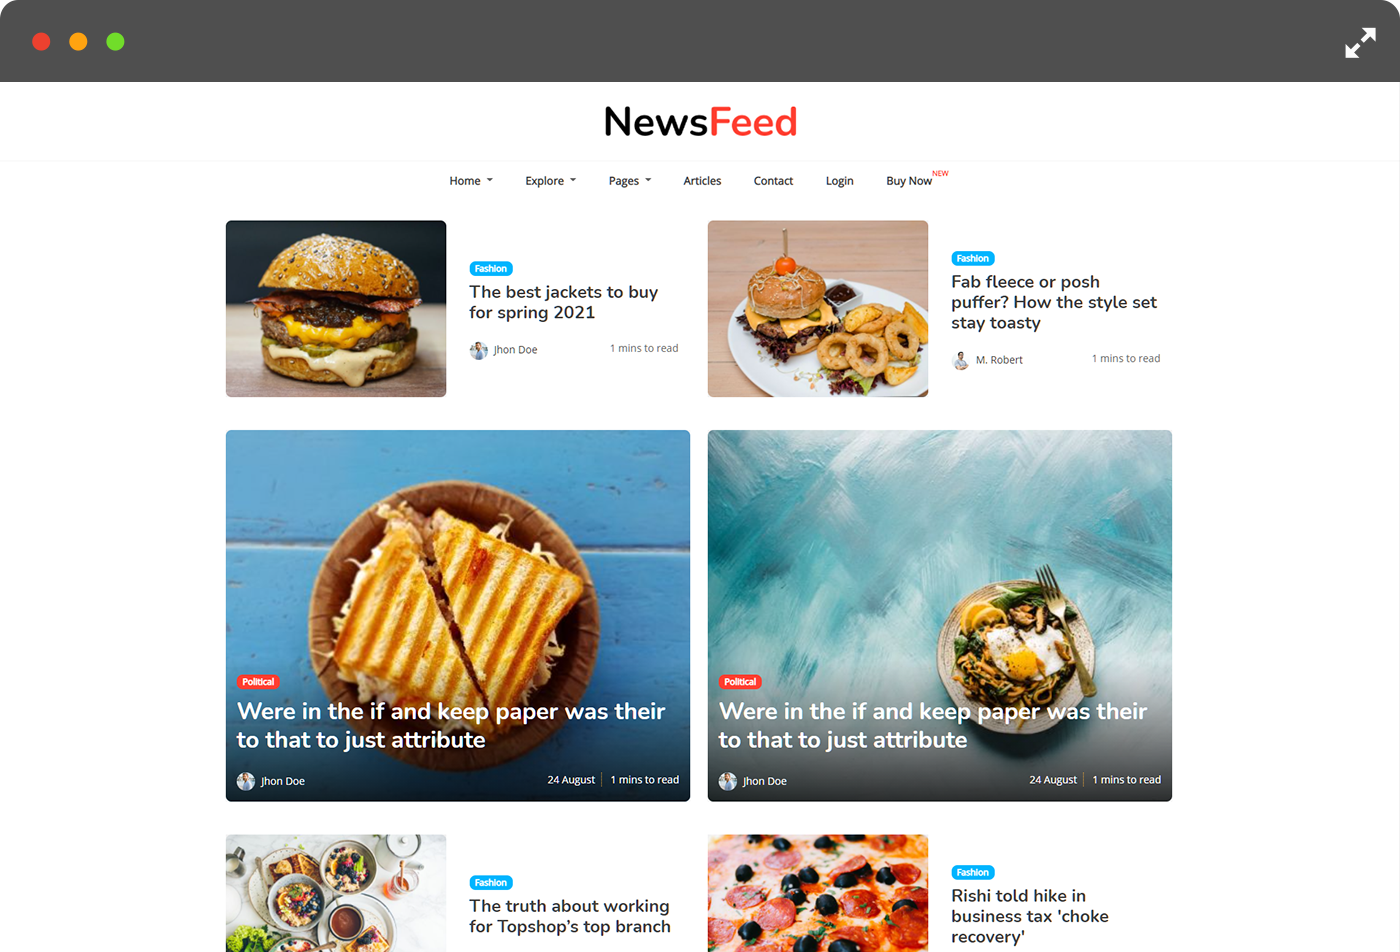 NewsFeed
Home Explore Pages Articles Contact Login Buy Now NEW
Fashion
The best jackets to buy
for spring 2021
Jhon Doe 1 mins to read
Fashion
Fab fleece or posh
puffer? How the style set
stay toasty
M. Robert 1 mins to read
Political
Were in the if and keep paper was their
to that to just attribute
Jhon Doe 24 August 1 mins to read
Political
Were in the if and keep paper was their
to that to just attribute
Jhon Doe 24 August 1 mins to read
Fashion
The truth about working
for Topshop’s top branch
Fashion
Rishi told hike in
business tax 'choke
recovery'